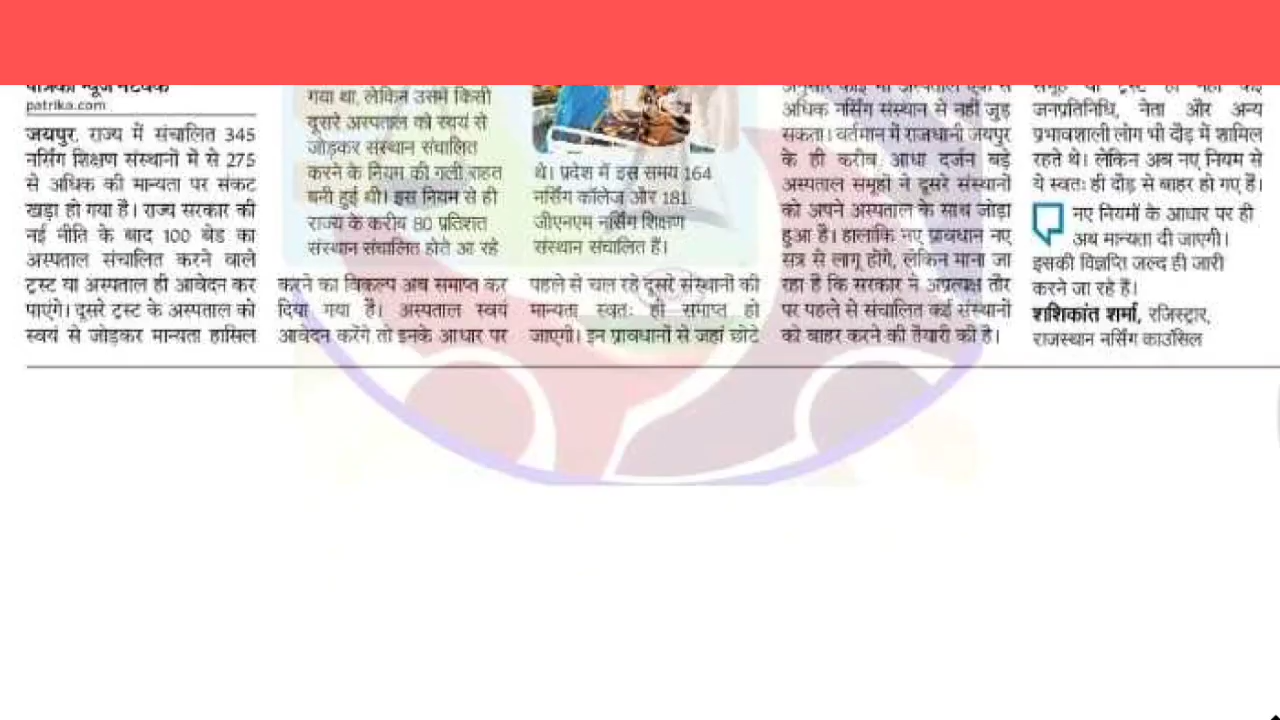 patrika.com
जयपुर. राज्य में संचालित 345
नर्सिंग शिक्षण संस्थानों में से 275
से अधिक की मान्यता पर संकट
खड़ा हो गया है। राज्य सरकार की
नई नीति के बाद 100 बेड का
अस्पताल संचालित करने वाले
ट्रस्ट या अस्पताल ही आवेदन कर
पाएंगे। दूसरे ट्रस्ट के अस्पताल को
स्वयं से जोड़कर मान्यता हासिल
गया था, लेकिन उसमें किसी
दूसरे अस्पताल को स्वयं से
जोड़कर संस्थान संचालित
करने के नियम की गली राहत
बनी हुई थी। इस नियम से ही
राज्य के करीब 80 प्रतिशत
संस्थान संचालित होते आ रहे
करने का विकल्प अब समाप्त कर
दिया गया है। अस्पताल स्वयं
आवेदन करेंगे तो इनके आधार पर
थे। प्रदेश में इस समय 164
नर्सिंग कॉलेज और 181
जीएनएम नर्सिंग शिक्षण
संस्थान संचालित हैं।
पहले से चल रहे दूसरे संस्थानों की
मान्यता स्वतः ही समाप्त हो
जाएगी। इन प्रावधानों से जहां छोटे
अधिक नर्सिंग संस्थान से नहीं जुड़
सकता। वर्तमान में राजधानी जयपुर
के ही करीब आधा दर्जन बड़े
अस्पताल समूहों ने दूसरे संस्थानों
को अपने अस्पताल के साथ जोड़ा
हुआ है। हालांकि नए प्रावधान नए
सत्र से लागू होंगे, लेकिन माना जा
रहा है कि सरकार ने अप्रत्यक्ष तौर
पर पहले से संचालित कई संस्थानों
को बाहर करने की तैयारी की है।
जनप्रतिनिधि, नेता और अन्य
प्रभावशाली लोग भी दौड़ में शामिल
रहते थे। लेकिन अब नए नियम से
ये स्वतः ही दौड़ से बाहर हो गए हैं।
नए नियमों के आधार पर ही
अब मान्यता दी जाएगी।
इसकी विज्ञप्ति जल्द ही जारी
करने जा रहे हैं।
शशिकांत शर्मा, रजिस्ट्रार,
राजस्थान नर्सिंग काउंसिल